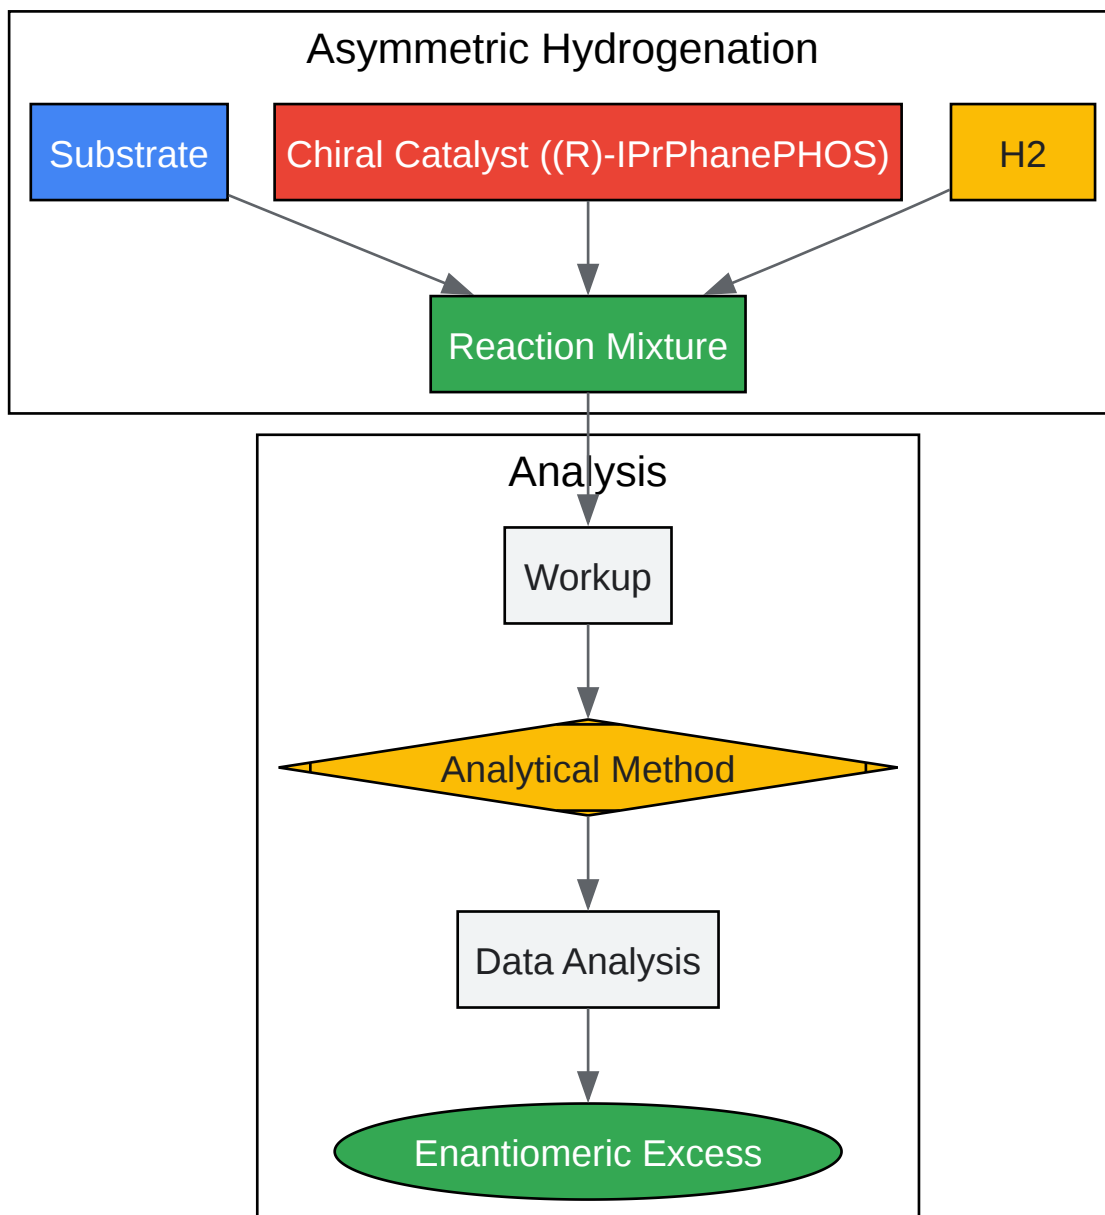 Asymmetric Hydrogenation
Substrate
Chiral Catalyst ((R)-IPrPhanePHOS)
H2
Reaction Mixture
Analysis
Workup
Analytical Method
Data Analysis
Enantiomeric Excess